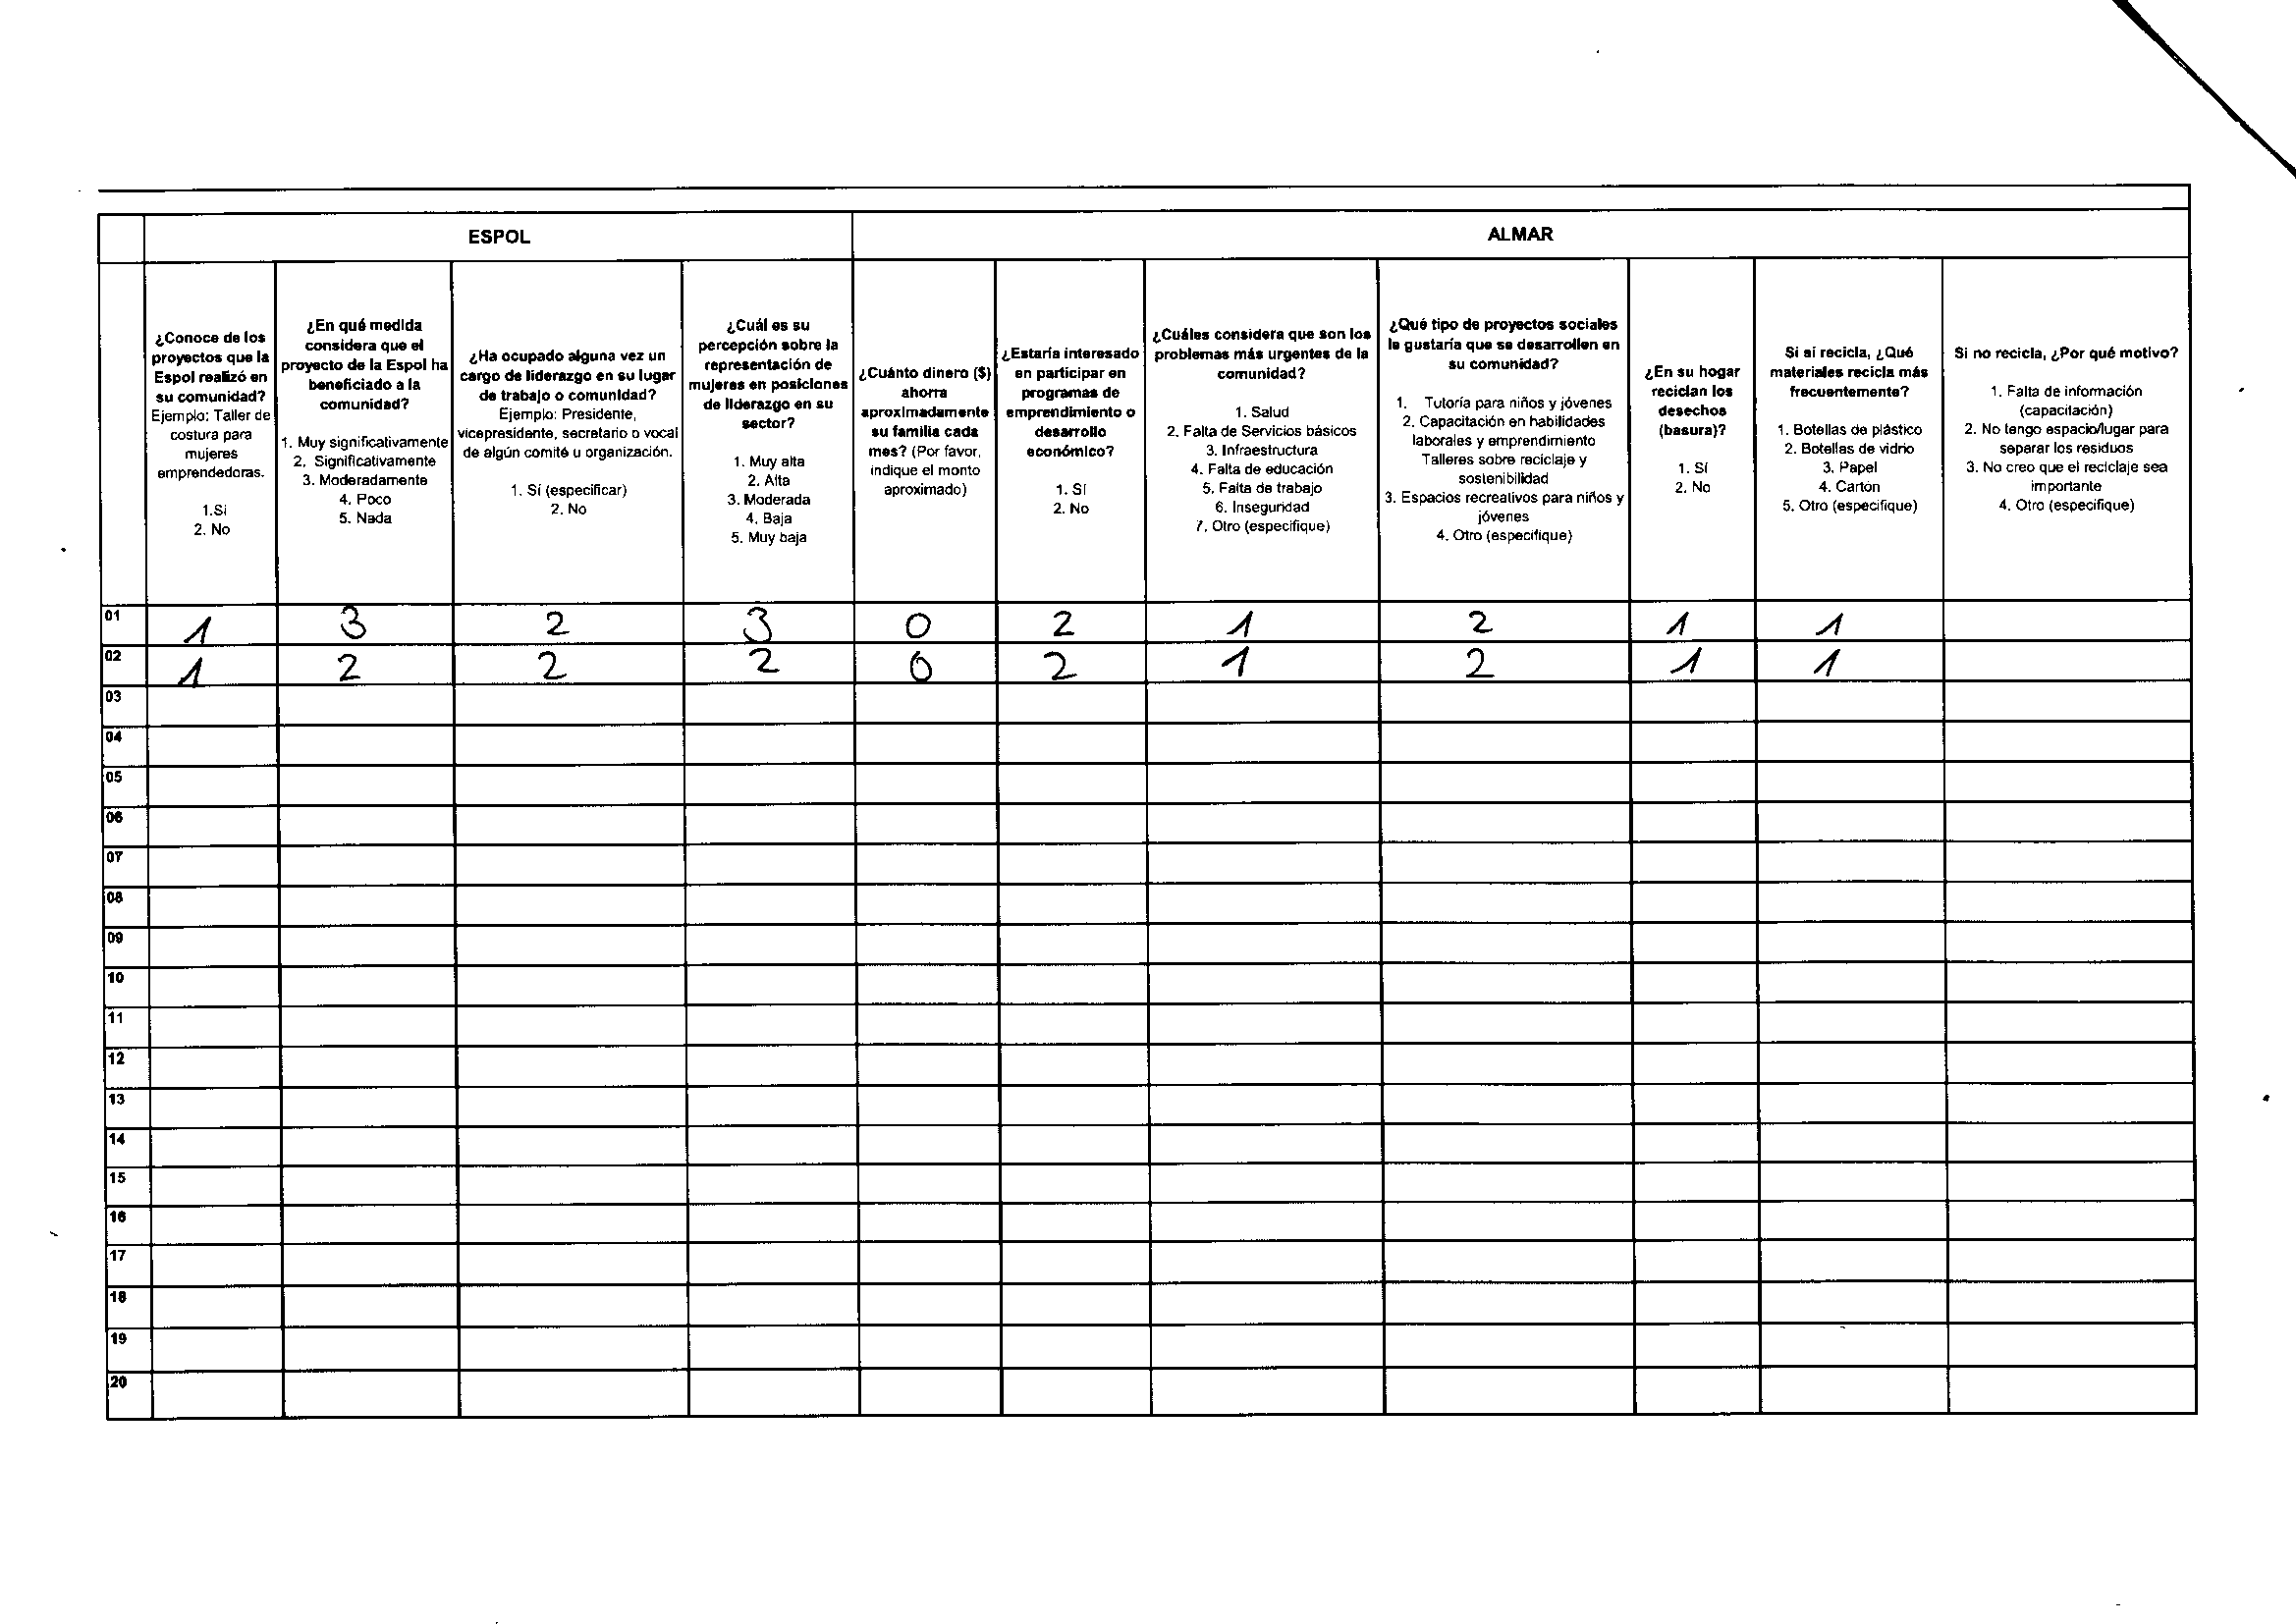 ESPOL
ALMAR
¿Conoce de los
proyectos que la
Espol realizó en
su comunidad?
Ejemplo: Taller de
costura para
mujeres
emprendedoras.
1.Si
2. No
¿En qué medida
considera que el
proyecto de la Espol ha
beneficiado a la
comunidad?
1. Muy significativamente
2. Significativamente
3. Moderadamente
4. Poco
5. Nada
¿Ha ocupado alguna vez un
cargo de liderazgo en su lugar
de trabajo o comunidad?
Ejemplo: Presidente,
vicepresidente, secretario o vocal
de algún comité u organización.
1. Sí (especificar)
2. No
¿Cuál es su
percepción sobre la
representación de
mujeres en posiciones
de liderazgo en su
sector?
1. Muy alta
2. Alta
3. Moderada
4. Baja
5. Muy baja
¿Cuánto dinero ($)
ahorra
aproximadamente
su familia cada
mes? (Por favor,
indique el monto
aproximado)
¿Estaría interesado
en participar en
programas de
emprendimiento o
desarrollo
económico?
1. Sí
2. No
¿Cuáles considera que son los
problemas más urgentes de la
comunidad?
1. Salud
2. Falta de Servicios básicos
3. Infraestructura
4. Falta de educación
5. Falta de trabajo
6. Inseguridad
7. Otro (especifique)
¿Qué tipo de proyectos sociales
le gustaría que se desarrollen en
su comunidad?
1. Tutoría para niños y jóvenes
2. Capacitación en habilidades
laborales y emprendimiento
Talleres sobre reciclaje y
sostenibilidad
3. Espacios recreativos para niños y
jóvenes
4. Otro (especifique)
¿En su hogar
reciclan los
desechos
(basura)?
1. Sí
2. No
Si sí recicla, ¿Qué
materiales recicla más
frecuentemente?
1. Botellas de plástico
2. Botellas de vidrio
3. Papel
4. Cartón
5. Otro (especifique)
Si no recicla, ¿Por qué motivo?
1. Falta de información
(capacitación)
2. No tengo espacio/lugar para
separar los residuos
3. No creo que el reciclaje sea
importante
4. Otro (especifique)
01 1 3 2 3 0 2 1 2 1 1
02 1 2 2 2 0 2 1 2 1 1
03
04
05
06
07
08
09
10
11
12
13
14
15
16
17
18
19
20